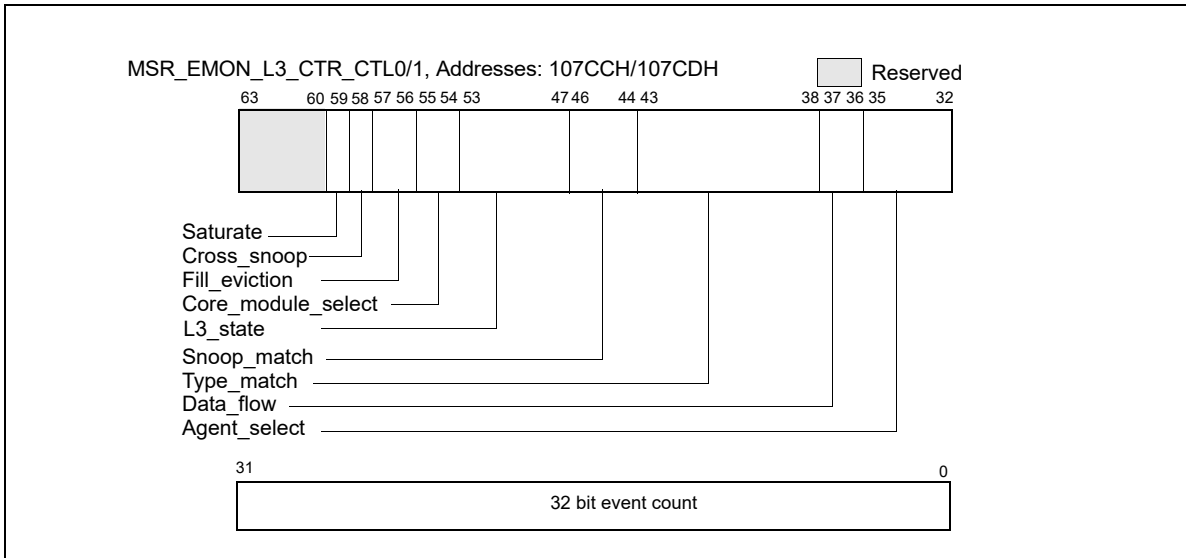 MSR_EMON_L3_CTR_CTL0/1, Addresses: 107CCH/107CDH
Reserved
63 60 59 58 57 56 55 54 53 47 46 44 43 38 37 36 35 32
Saturate
Cross_snoop
Fill_eviction
Core_module_select
L3_state
Snoop_match
Type_match
Data_flow
Agent_select
31 0
32 bit event count